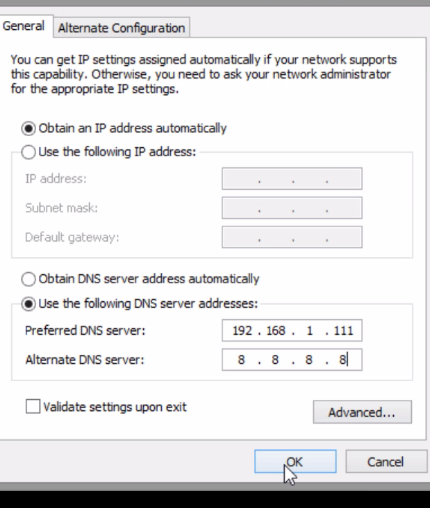 General Alternate Configuration
You can get IP settings assigned automatically if your network supports
this capability. Otherwise, you need to ask your network administrator
for the appropriate IP settings.
Obtain an IP address automatically
Use the following IP address:
IP address: . . .
Subnet mask: . . .
Default gateway: . . .
Obtain DNS server address automatically
Use the following DNS server addresses:
Preferred DNS server: 192 . 168 . 1 . 111
Alternate DNS server: 8 . 8 . 8 . 8
Validate settings upon exit
Advanced...
OK Cancel